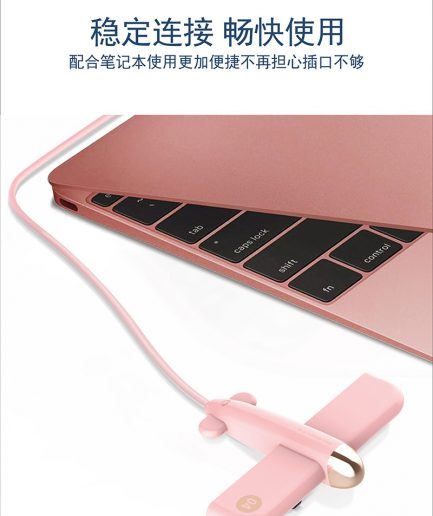 稳定连接 畅快使用
配合笔记本使用更加便捷不再担心插口不够
tab
caps lock
shift
control
fn
04